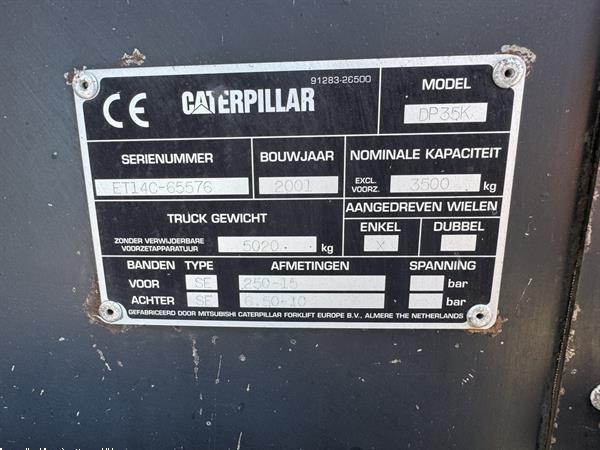 91283-26500
CE CATERPILLAR
MODEL
DP35K
SERIENUMMER
ET14C-65576
BOUWJAAR
2001
NOMINALE KAPACITEIT
EXCL. VOORZ. 3500 kg
TRUCK GEWICHT
ZONDER VERWIJDERBARE
VOORZETAPPARATUUR 5020 kg
AANGEDREVEN WIELEN
ENKEL DUBBEL
X
BANDEN TYPE AFMETINGEN SPANNING
VOOR SE 250-15 bar
ACHTER SE 6.50-10 bar
GEFABRICEERD DOOR MITSUBISHI CATERPILLAR FORKLIFT EUROPE B.V., ALMERE THE NETHERLANDS